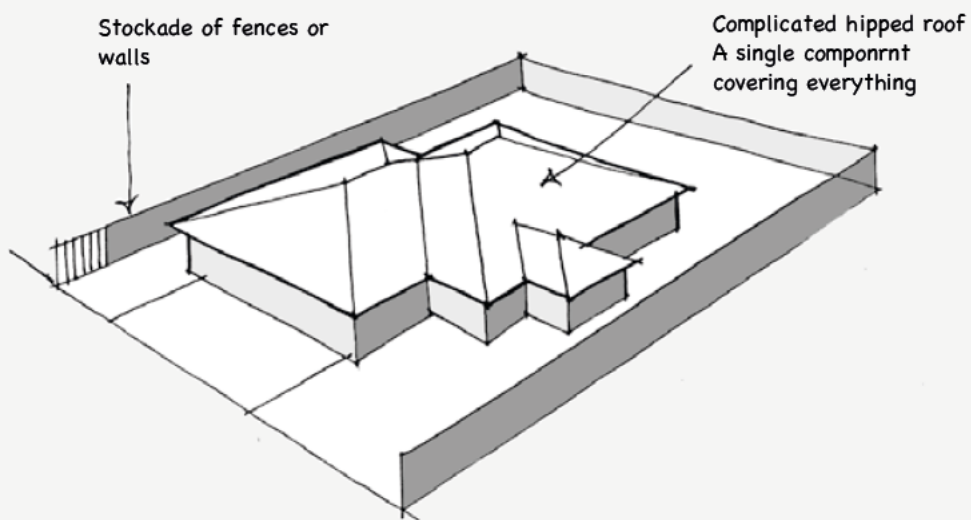 Stockade of fences or
walls
Complicated hipped roof
A single componrnt
covering everything